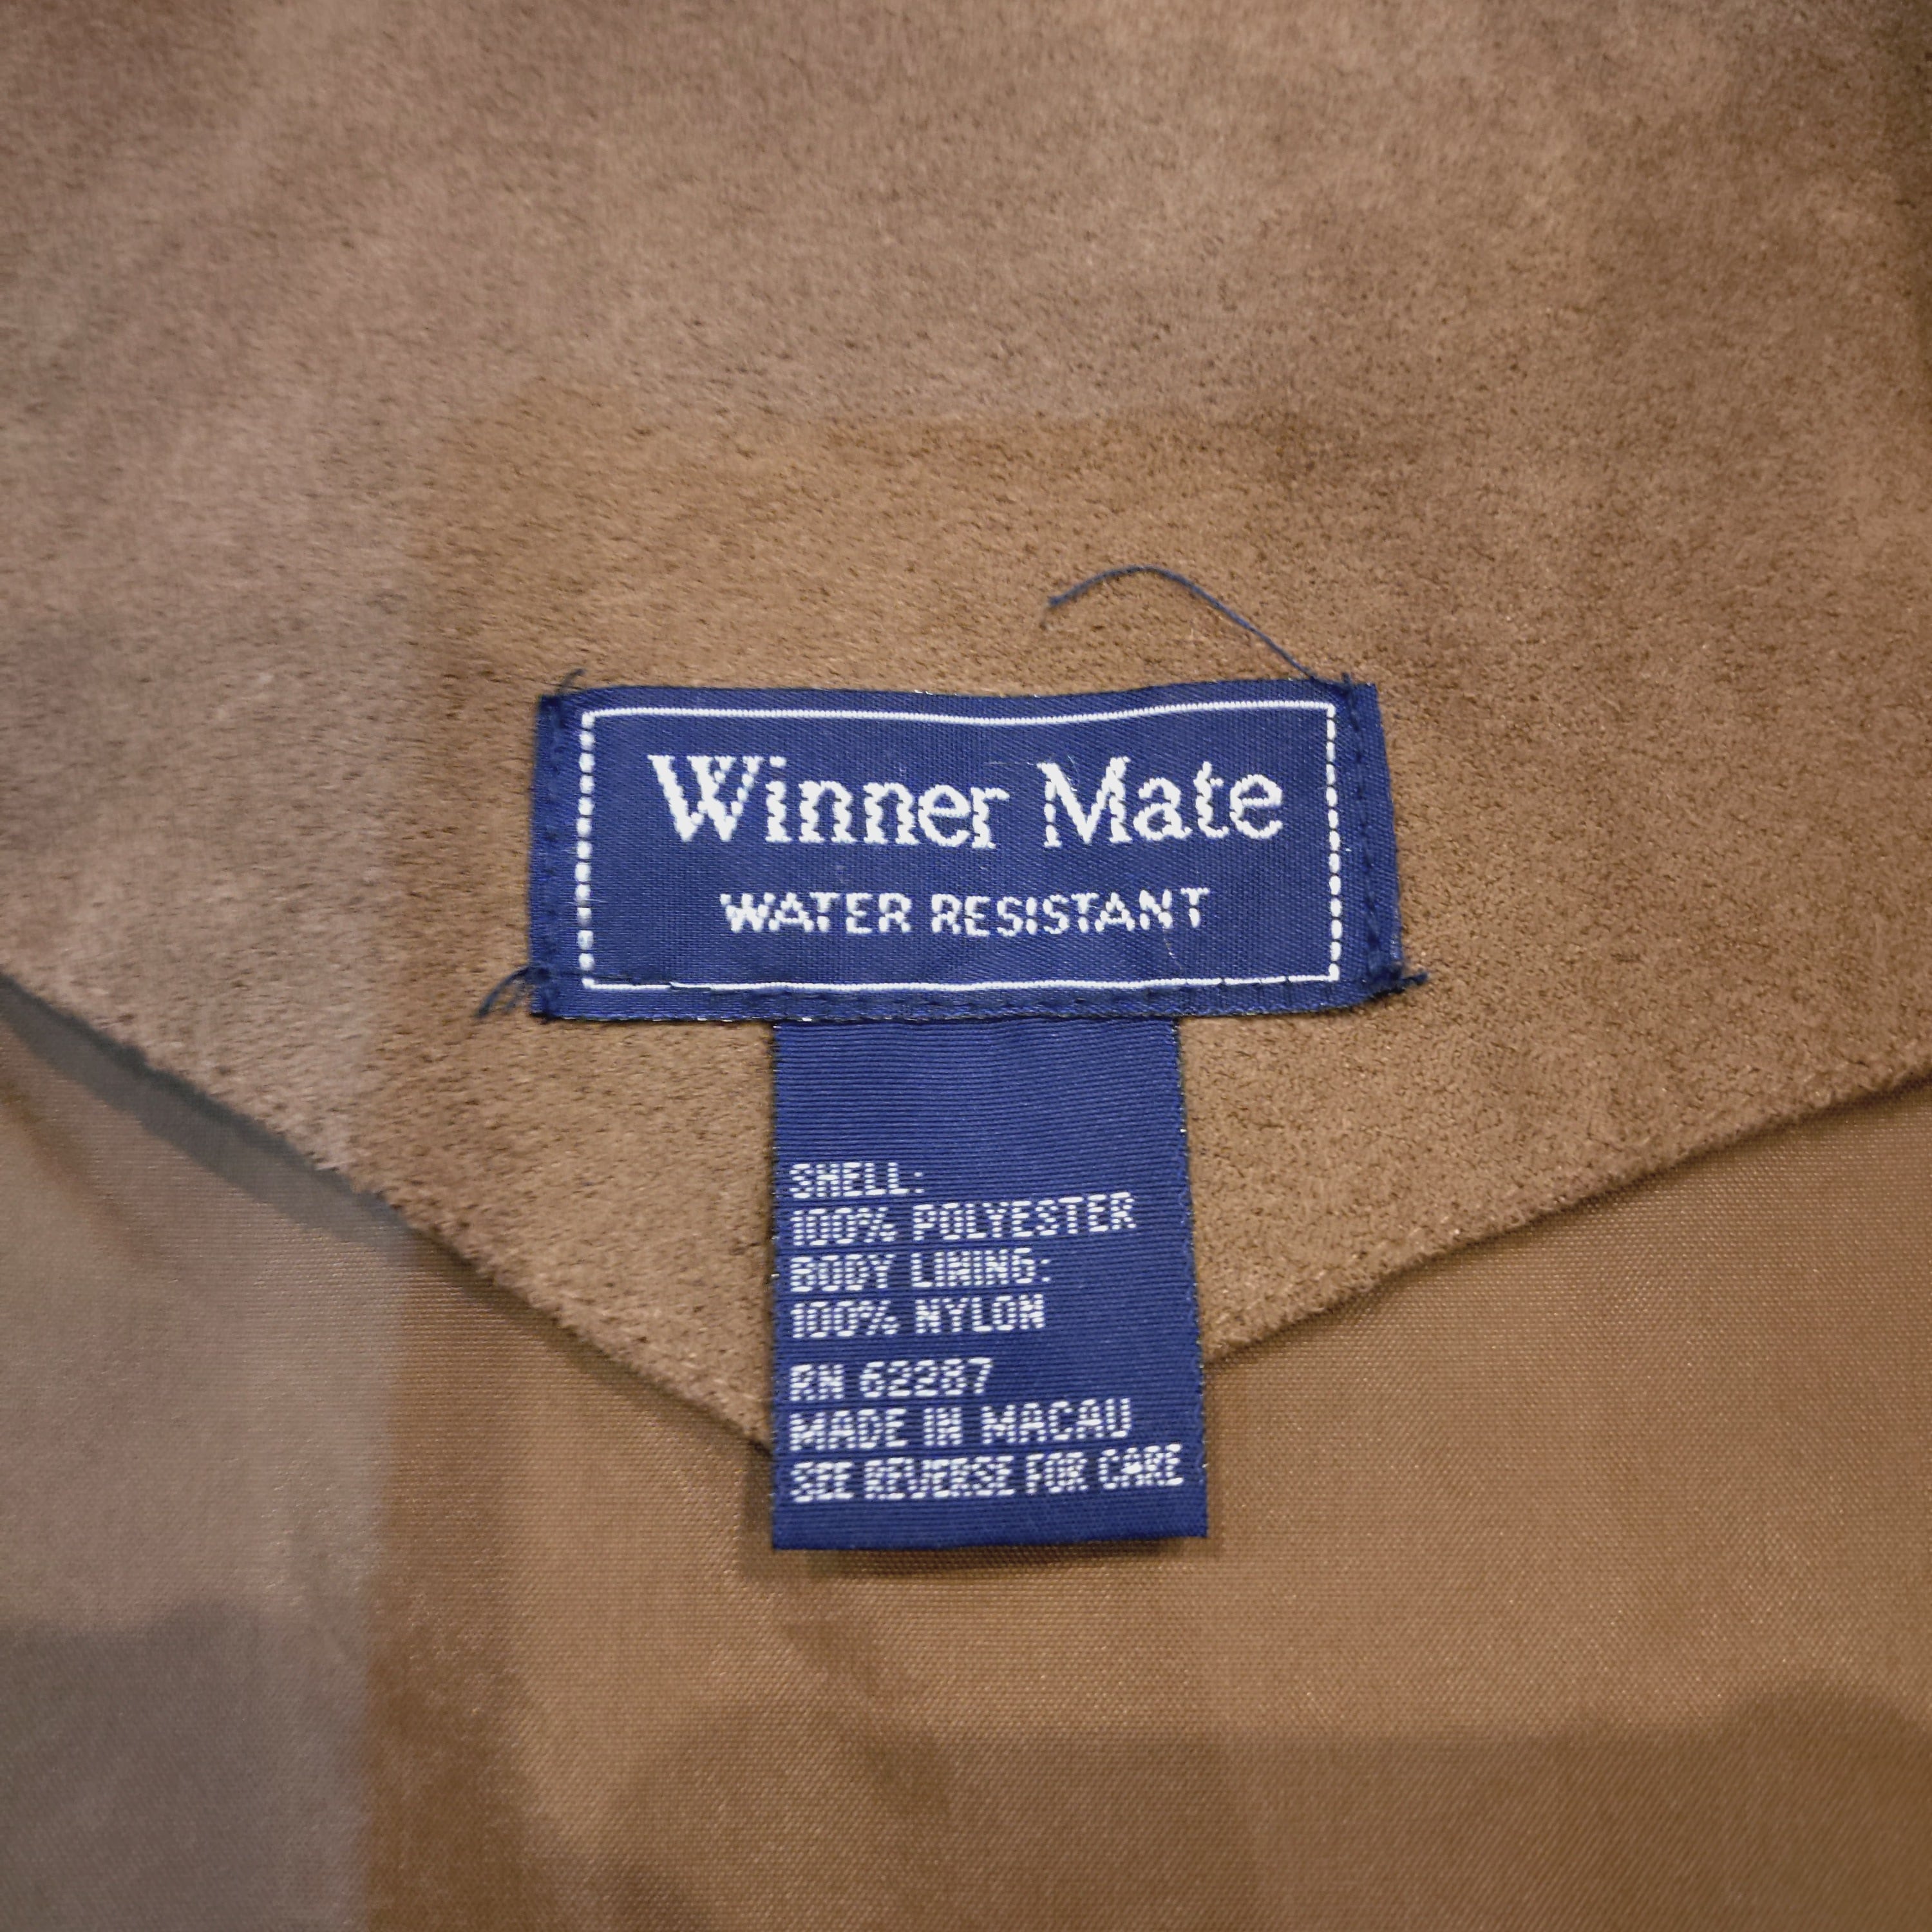 Winner Mate
WATER RESISTANT
SHELL:
100% POLYESTER
BODY LINING:
100% NYLON
RN 62287
MADE IN MACAU
SEE REVERSE FOR CARE